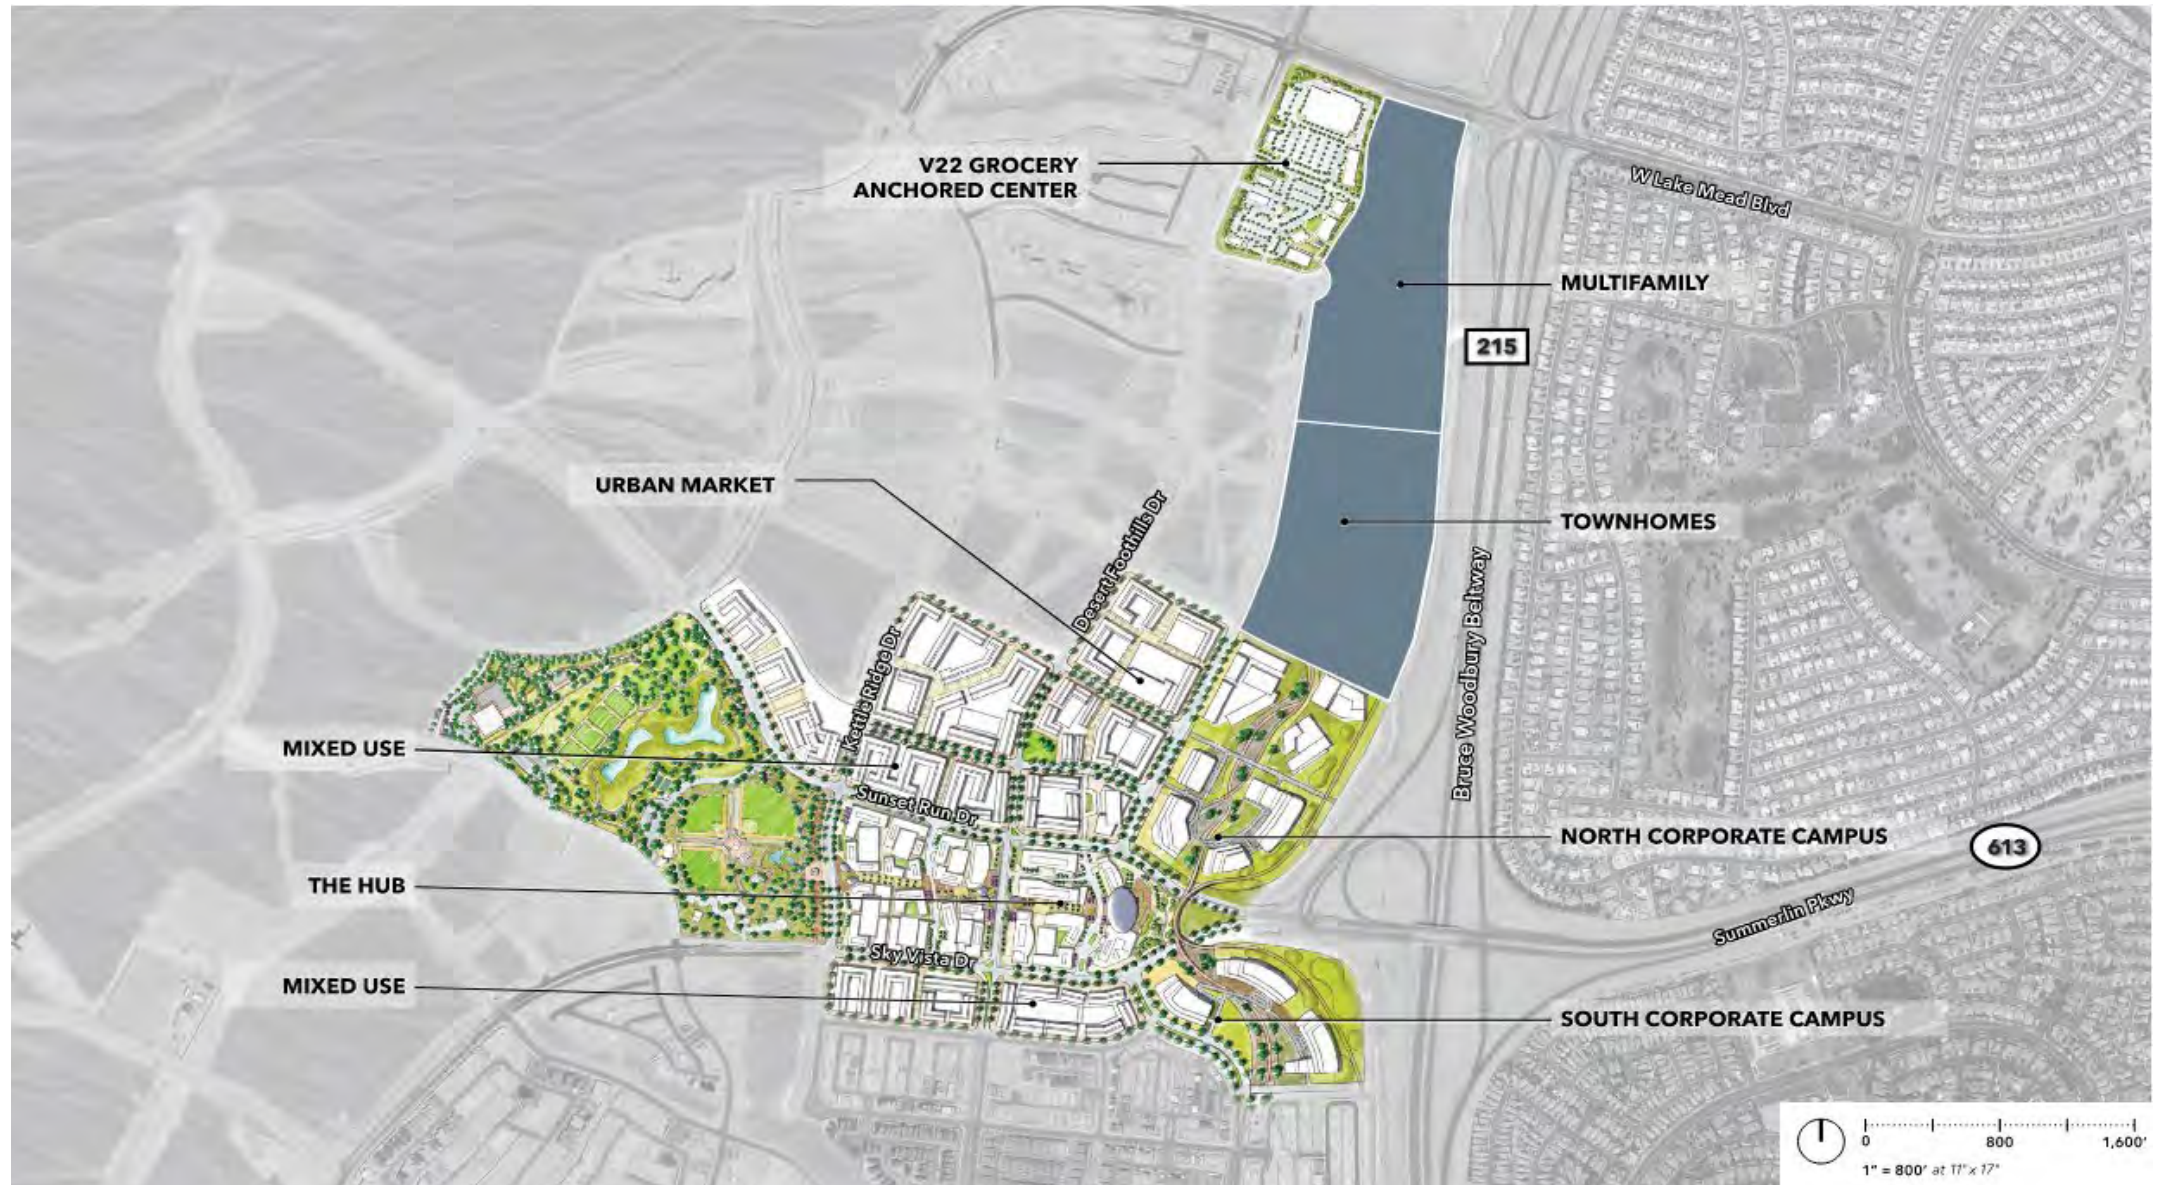 V22 GROCERY
ANCHORED CENTER
W Lake Mead Blvd
MULTIFAMILY
215
URBAN MARKET
Desert Foothills Dr
TOWNHOMES
Bruce Woodbury Beltway
Kettle Ridge Dr
MIXED USE
Sunset Run Dr
NORTH CORPORATE CAMPUS
613
THE HUB
Summerlin Pkwy
Sky Vista Dr
MIXED USE
SOUTH CORPORATE CAMPUS
0 800 1,600'
1" = 800' at 11" x 17"